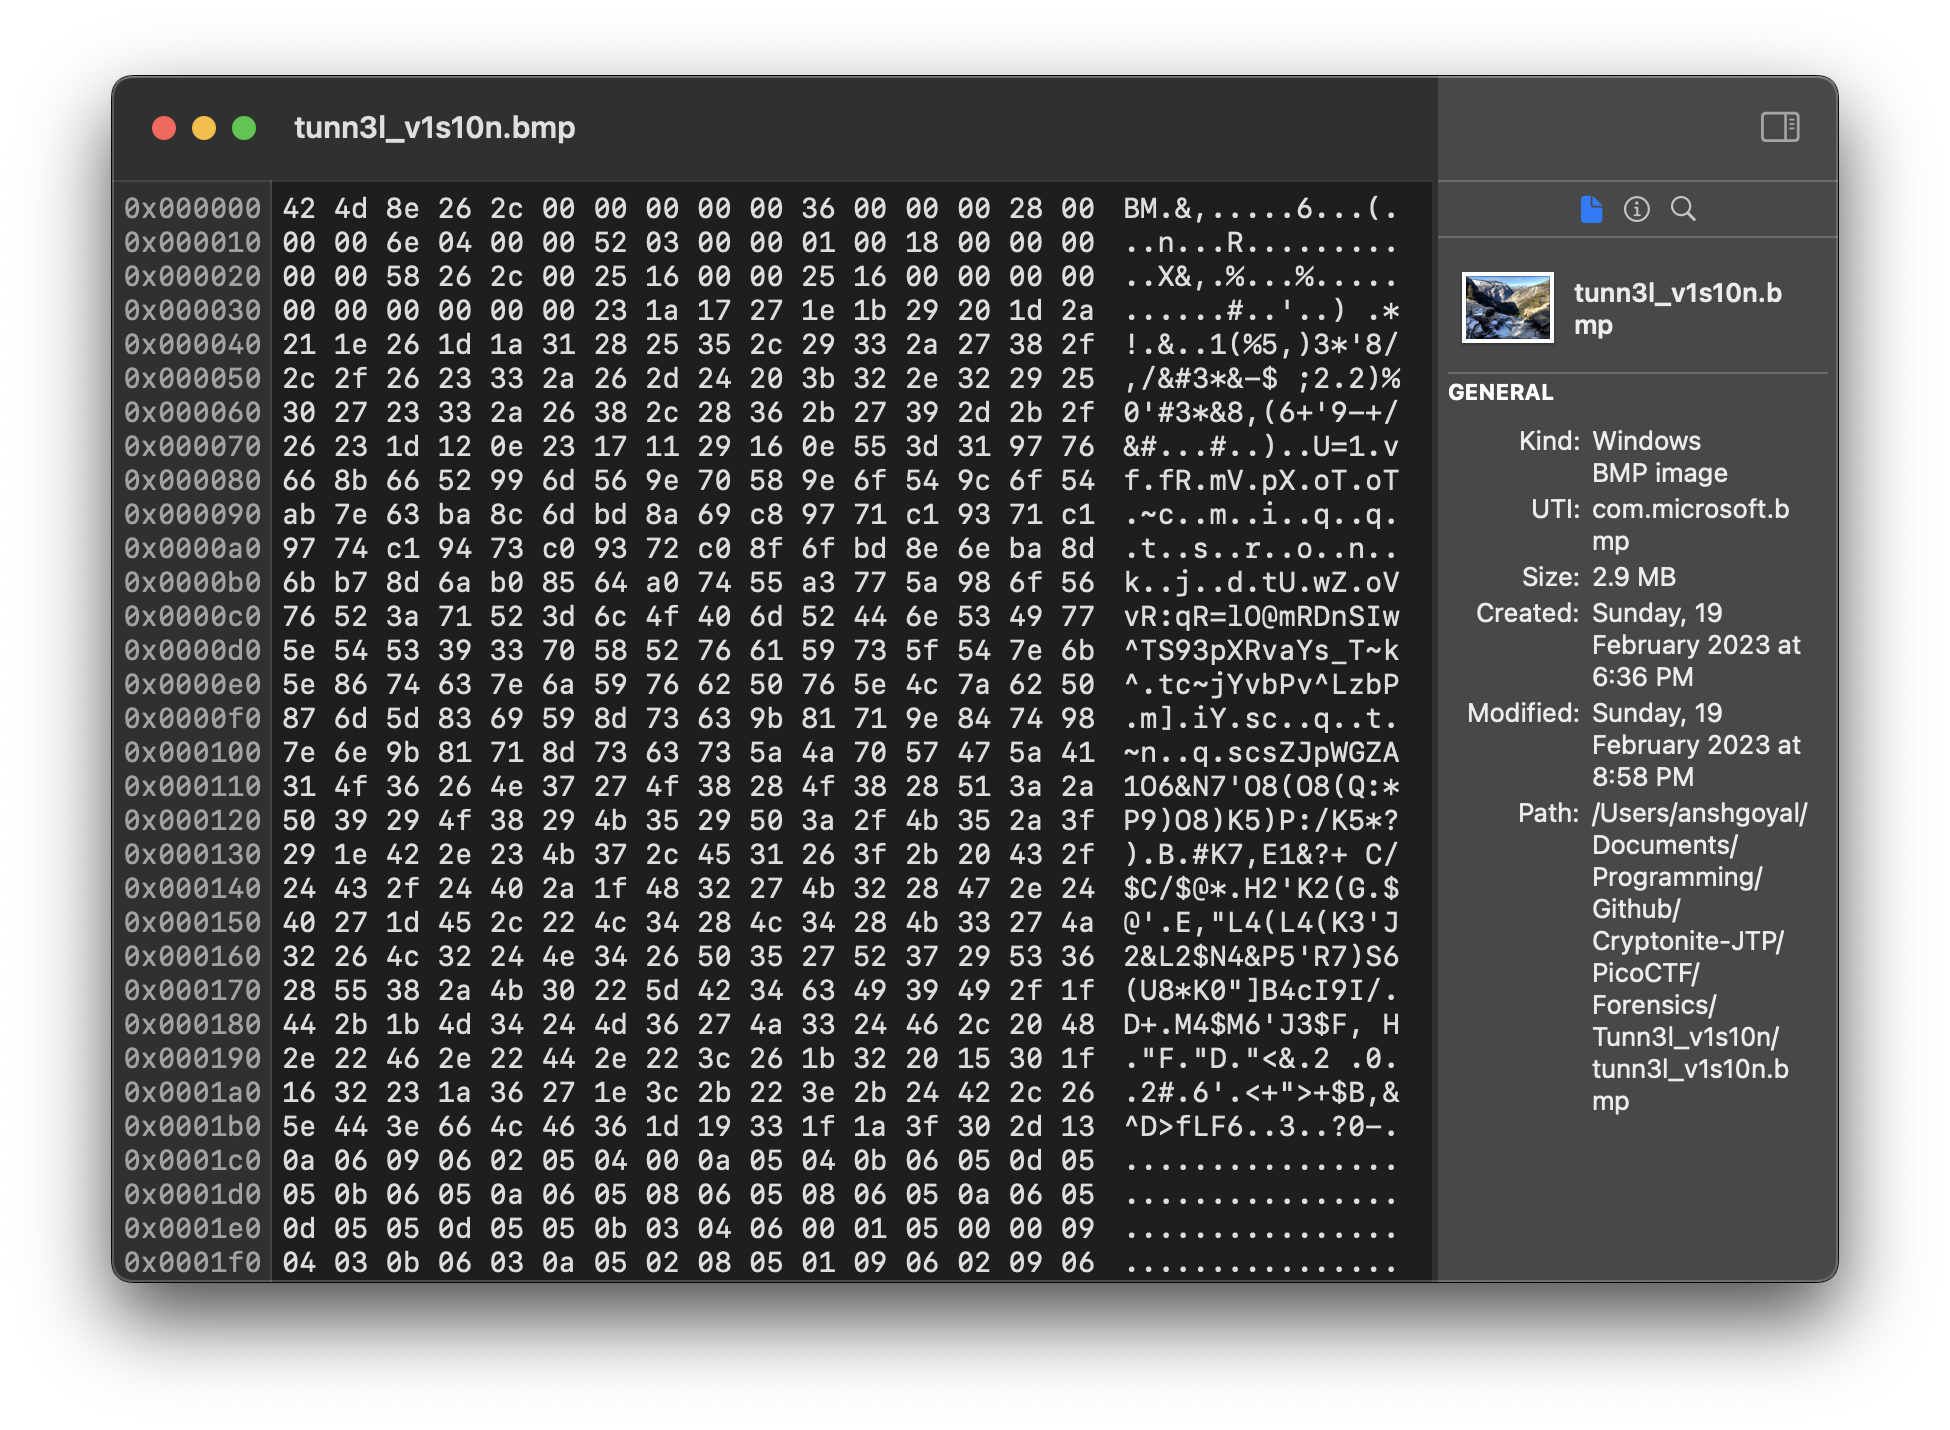 tunn3l_v1s10n.bmp
0x000000 42 4d 8e 26 2c 00 00 00 00 00 36 00 00 00 28 00 BM.&,.....6...(.
0x000010 00 00 6e 04 00 00 52 03 00 00 01 00 18 00 00 00 ..n...R.........
0x000020 00 00 58 26 2c 00 25 16 00 00 25 16 00 00 00 00 ..X&,.%...%.....
0x000030 00 00 00 00 00 00 23 1a 17 27 1e 1b 29 20 1d 2a ......#..'..) .*
0x000040 21 1e 26 1d 1a 31 28 25 35 2c 29 33 2a 27 38 2f !.&..1(%5,)3*'8/
0x000050 2c 2f 26 23 33 2a 26 2d 24 20 3b 32 2e 32 29 25 ,/&#3*&-$ ;2.2)%
0x000060 30 27 23 33 2a 26 38 2c 28 36 2b 27 39 2d 2b 2f 0'#3*&8,(6+'9-+/
0x000070 26 23 1d 12 0e 23 17 11 29 16 0e 55 3d 31 97 76 &#...#..)..U=1.v
0x000080 66 8b 66 52 99 6d 56 9e 70 58 9e 6f 54 9c 6f 54 f.fR.mV.pX.oT.oT
0x000090 ab 7e 63 ba 8c 6d bd 8a 69 c8 97 71 c1 93 71 c1 .~c..m..i..q..q.
0x0000a0 97 74 c1 94 73 c0 93 72 c0 8f 6f bd 8e 6e ba 8d .t..s..r..o..n..
0x0000b0 6b b7 8d 6a b0 85 64 a0 74 55 a3 77 5a 98 6f 56 k..j..d.tU.wZ.oV
0x0000c0 76 52 3a 71 52 3d 6c 4f 40 6d 52 44 6e 53 49 77 vR:qR=lO@mRDnSIw
0x0000d0 5e 54 53 39 33 70 58 52 76 61 59 73 5f 54 7e 6b ^TS93pXRvaYs_T~k
0x0000e0 5e 86 74 63 7e 6a 59 76 62 50 76 5e 4c 7a 62 50 ^.tc~jYvbPv^LzbP
0x0000f0 87 6d 5d 83 69 59 8d 73 63 9b 81 71 9e 84 74 98 .m].iY.sc..q..t.
0x000100 7e 6e 9b 81 71 8d 73 63 73 5a 4a 70 57 47 5a 41 ~n..q.scsZJpWGZA
0x000110 31 4f 36 26 4e 37 27 4f 38 28 4f 38 28 51 3a 2a 1O6&N7'O8(O8(Q:*
0x000120 50 39 29 4f 38 29 4b 35 29 50 3a 2f 4b 35 2a 3f P9)O8)K5)P:/K5*?
0x000130 29 1e 42 2e 23 4b 37 2c 45 31 26 3f 2b 20 43 2f ).B.#K7,E1&?+ C/
0x000140 24 43 2f 24 40 2a 1f 48 32 27 4b 32 28 47 2e 24 $C/$@*.H2'K2(G.$
0x000150 40 27 1d 45 2c 22 4c 34 28 4c 34 28 4b 33 27 4a @'.E,"L4(L4(K3'J
0x000160 32 26 4c 32 24 4e 34 26 50 35 27 52 37 29 53 36 2&L2$N4&P5'R7)S6
0x000170 28 55 38 2a 4b 30 22 5d 42 34 63 49 39 49 2f 1f (U8*K0"]B4cI9I/.
0x000180 44 2b 1b 4d 34 24 4d 36 27 4a 33 24 46 2c 20 48 D+.M4$M6'J3$F, H
0x000190 2e 22 46 2e 22 44 2e 22 3c 26 1b 32 20 15 30 1f ."F."D."<&.2 .0.
0x0001a0 16 32 23 1a 36 27 1e 3c 2b 22 3e 2b 24 42 2c 26 .2#.6'.<+">+$B,&
0x0001b0 5e 44 3e 66 4c 46 36 1d 19 33 1f 1a 3f 30 2d 13 ^D>fLF6..3..?0-.
0x0001c0 0a 06 09 06 02 05 04 00 0a 05 04 0b 06 05 0d 05 ................
0x0001d0 05 0b 06 05 0a 06 05 08 06 05 08 06 05 0a 06 05 ................
0x0001e0 0d 05 05 0d 05 05 0b 03 04 06 00 01 05 00 00 09 ................
0x0001f0 04 03 0b 06 03 0a 05 02 08 05 01 09 06 02 09 06 ................
tunn3l_v1s10n.b
mp
GENERAL
Kind: Windows
BMP image
UTI: com.microsoft.b
mp
Size: 2.9 MB
Created: Sunday, 19
February 2023 at
6:36 PM
Modified: Sunday, 19
February 2023 at
8:58 PM
Path: /Users/anshgoyal/
Documents/
Programming/
Github/
Cryptonite-JTP/
PicoCTF/
Forensics/
Tunn3l_v1s10n/
tunn3l_v1s10n.b
mp